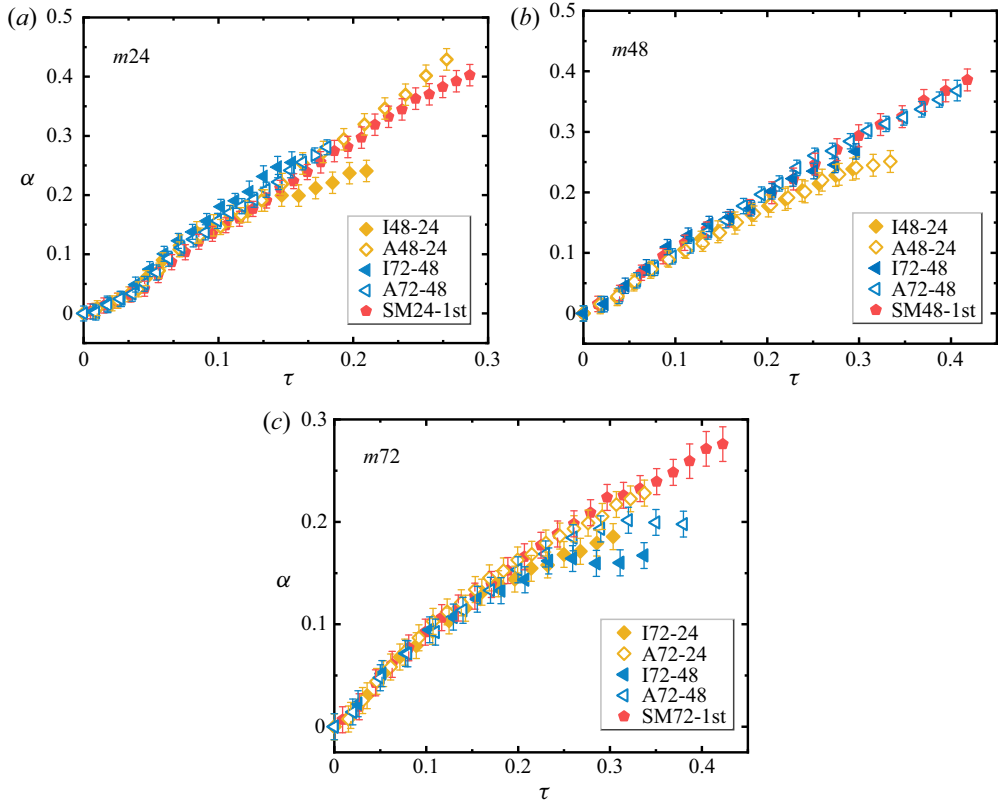 (a)
0.5
0.4
0.3
0.2
0.1
0
α
m24
I48-24
A48-24
I72-48
A72-48
SM24-1st
0
0.1
0.2
0.3
τ
(b)
0.5
0.4
0.3
0.2
0.1
0
m48
I48-24
A48-24
I72-48
A72-48
SM48-1st
0
0.1
0.2
0.3
0.4
τ
(c)
0.3
0.2
0.1
0
α
m72
I72-24
A72-24
I72-48
A72-48
SM72-1st
0
0.1
0.2
0.3
0.4
τ